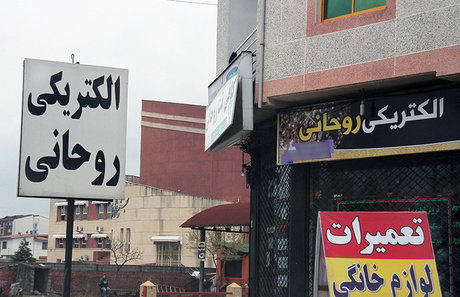 الکتریکی
روحانی
الکتریکی روحانی
تعمیرات
لوازم خانگی